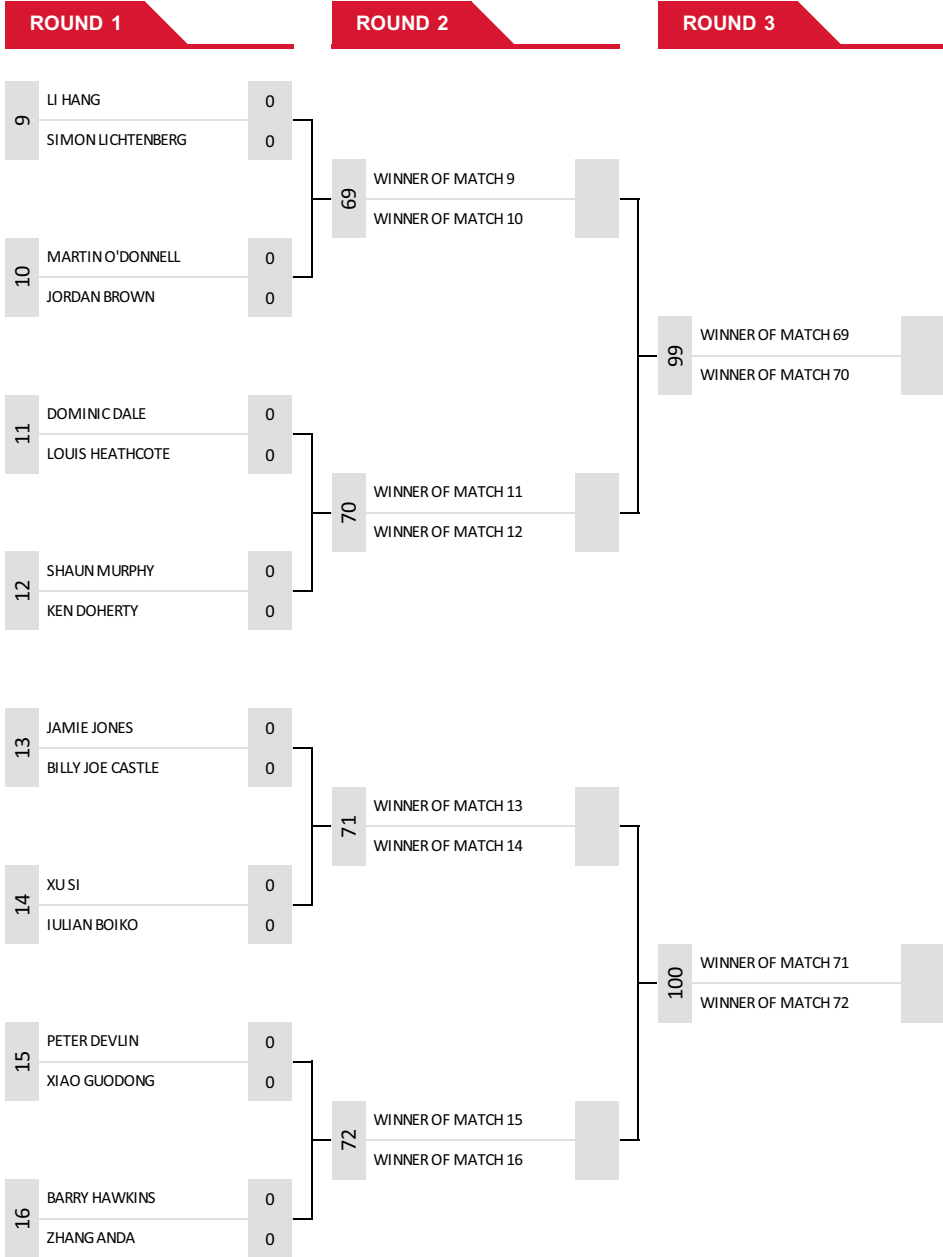 ROUND 1
ROUND 2
ROUND 3
9
LI HANG
0
SIMON LICHTENBERG
0
69
WINNER OF MATCH 9
WINNER OF MATCH 10
10
MARTIN O'DONNELL
0
JORDAN BROWN
0
99
WINNER OF MATCH 69
WINNER OF MATCH 70
11
DOMINIC DALE
0
LOUIS HEATHCOTE
0
70
WINNER OF MATCH 11
WINNER OF MATCH 12
12
SHAUN MURPHY
0
KEN DOHERTY
0
13
JAMIE JONES
0
BILLY JOE CASTLE
0
71
WINNER OF MATCH 13
WINNER OF MATCH 14
14
XU SI
0
IULIAN BOIKO
0
100
WINNER OF MATCH 71
WINNER OF MATCH 72
15
PETER DEVLIN
0
XIAO GUODONG
0
72
WINNER OF MATCH 15
WINNER OF MATCH 16
16
BARRY HAWKINS
0
ZHANG ANDA
0